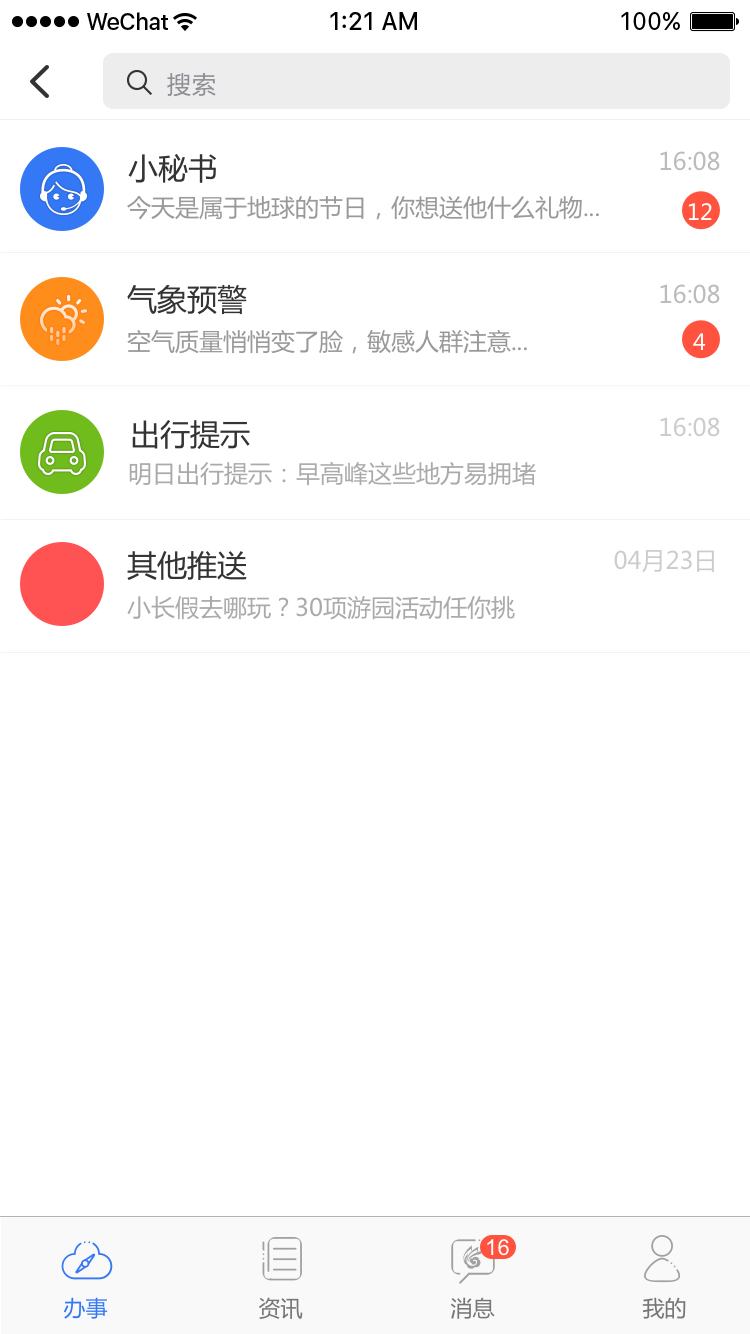 WeChat 1:21 AM 100%
搜索
小秘书 16:08
今天是属于地球的节日，你想送他什么礼物... 12
气象预警 16:08
空气质量悄悄变了脸，敏感人群注意... 4
出行提示 16:08
明日出行提示：早高峰这些地方易拥堵
其他推送 04月23日
小长假去哪玩？30项游园活动任你挑
16
办事 资讯 消息 我的